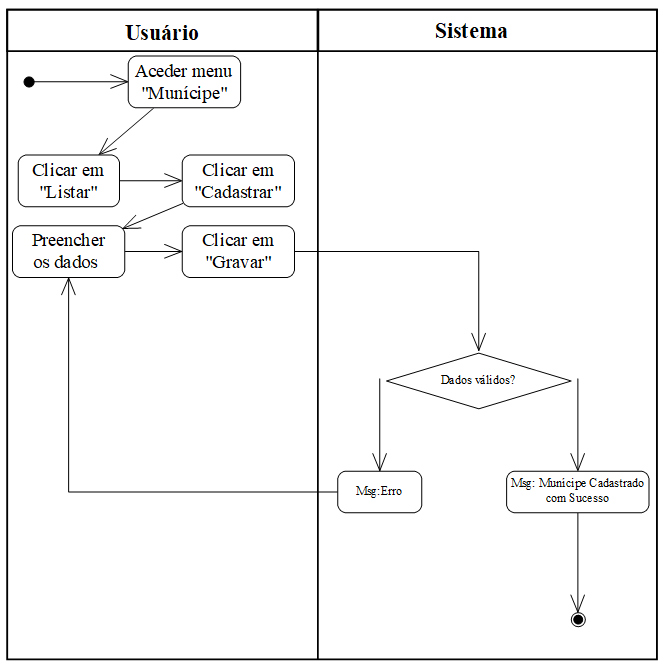 Usuário
Sistema
Aceder menu
"Munícipe"
Clicar em
"Listar"
Clicar em
"Cadastrar"
Preencher
os dados
Clicar em
"Gravar"
Dados válidos?
Msg:Erro
Msg: Municipe Cadastrado
com Sucesso